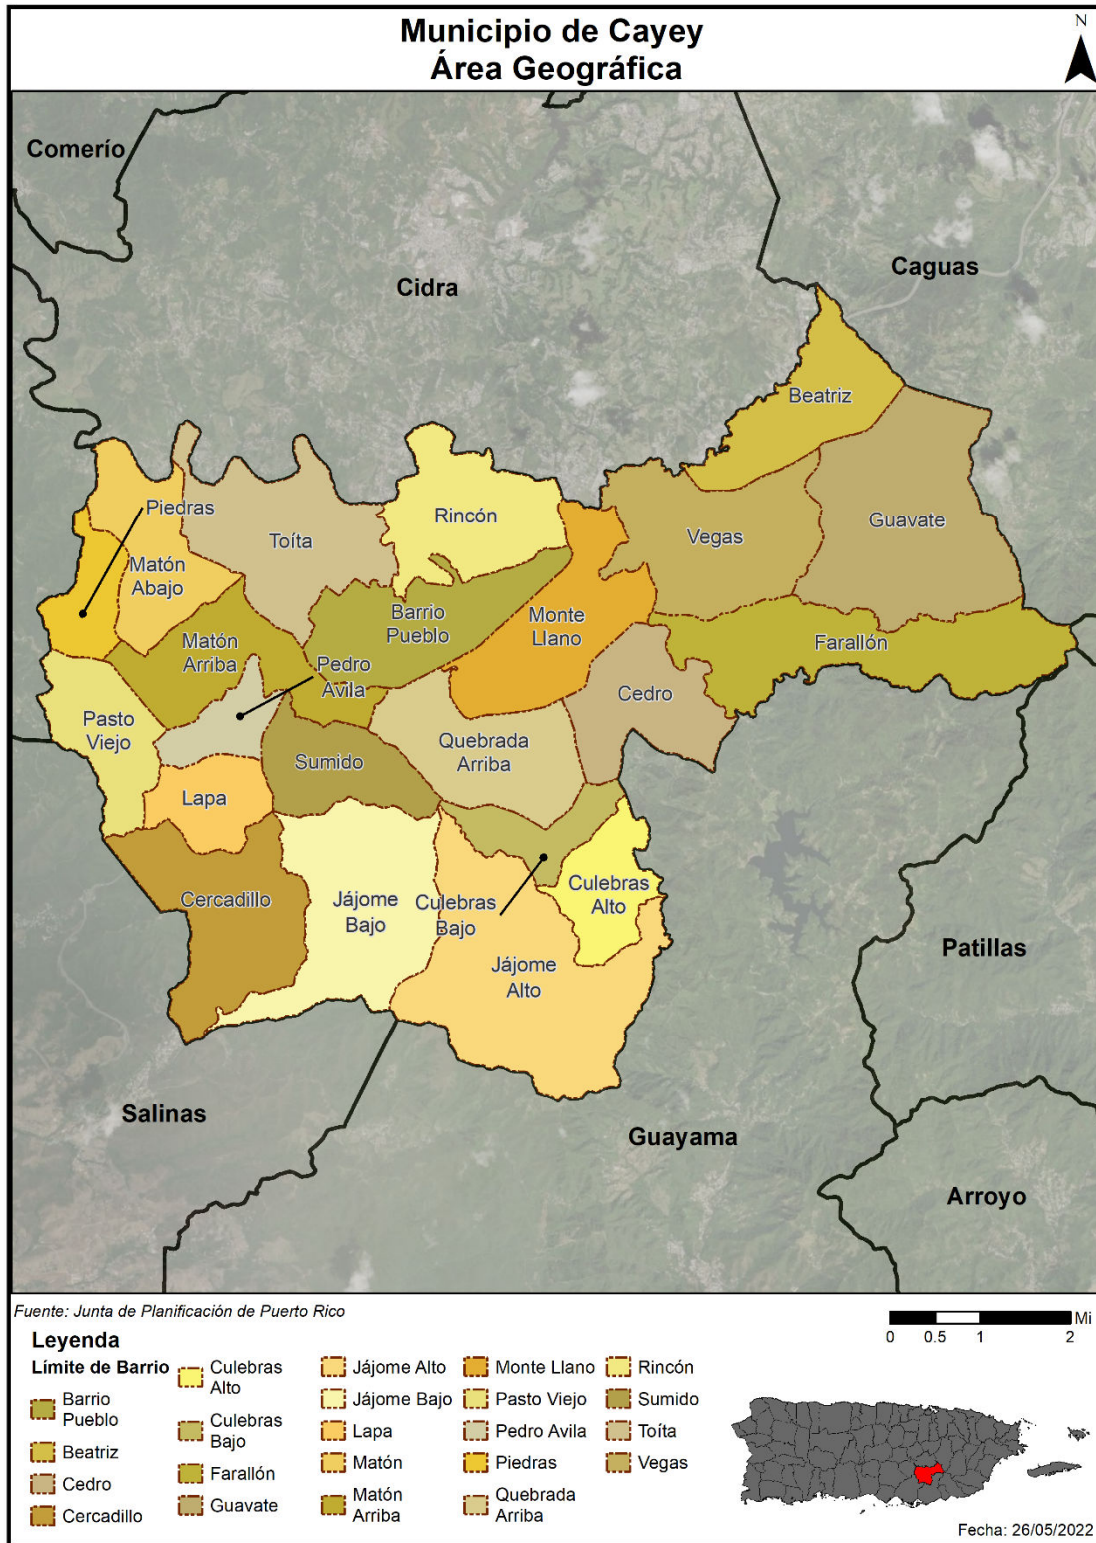 Municipio de Cayey
Área Geográfica
N
Comerío
Cidra
Caguas
Beatriz
Piedras
Rincón
Guavate
Toíta
Vegas
Matón
Abajo
Barrio
Pueblo
Monte
Llano
Farallón
Matón
Arriba
Pedro
Avila
Cedro
Pasto
Viejo
Quebrada
Arriba
Sumido
Lapa
Culebras
Alto
Cercadillo
Jájome
Bajo
Culebras
Bajo
Jájome
Alto
Patillas
Salinas
Guayama
Arroyo
Fuente: Junta de Planificación de Puerto Rico
Mi
0 0.5 1 2
Leyenda
Límite de Barrio
Barrio
Pueblo
Beatriz
Cedro
Cercadillo
Culebras
Alto
Culebras
Bajo
Farallón
Guavate
Jájome Alto
Jájome Bajo
Lapa
Matón
Matón
Arriba
Monte Llano
Pasto Viejo
Pedro Avila
Piedras
Quebrada
Arriba
Rincón
Sumido
Toíta
Vegas
Fecha: 26/05/2022